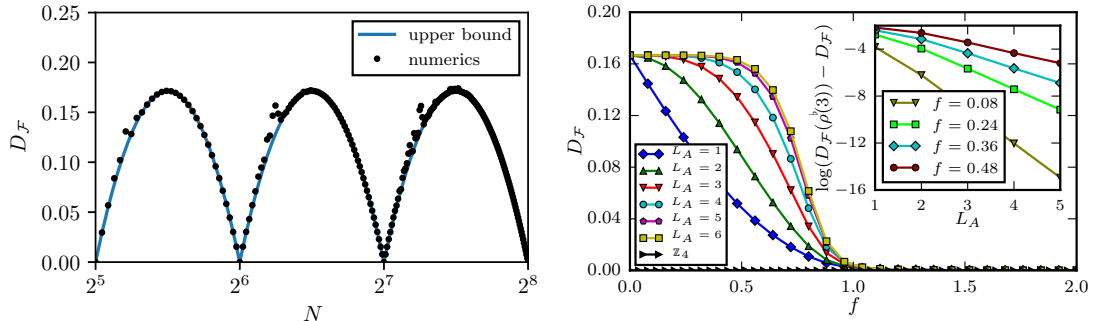 0.25
0.20
0.15
0.10
0.05
0.00
D_F
2^5
2^6
2^7
2^8
N
upper bound
numerics
0.20
0.16
0.12
0.08
0.04
0.00
D_F
0.0
0.5
1.0
1.5
2.0
f
L_A = 1
L_A = 2
L_A = 3
L_A = 4
L_A = 5
L_A = 6
ℤ_4
−4
−8
−12
−16
log(D_F(ρ^♭(3)) − D_F)
1
2
3
4
5
L_A
f = 0.08
f = 0.24
f = 0.36
f = 0.48